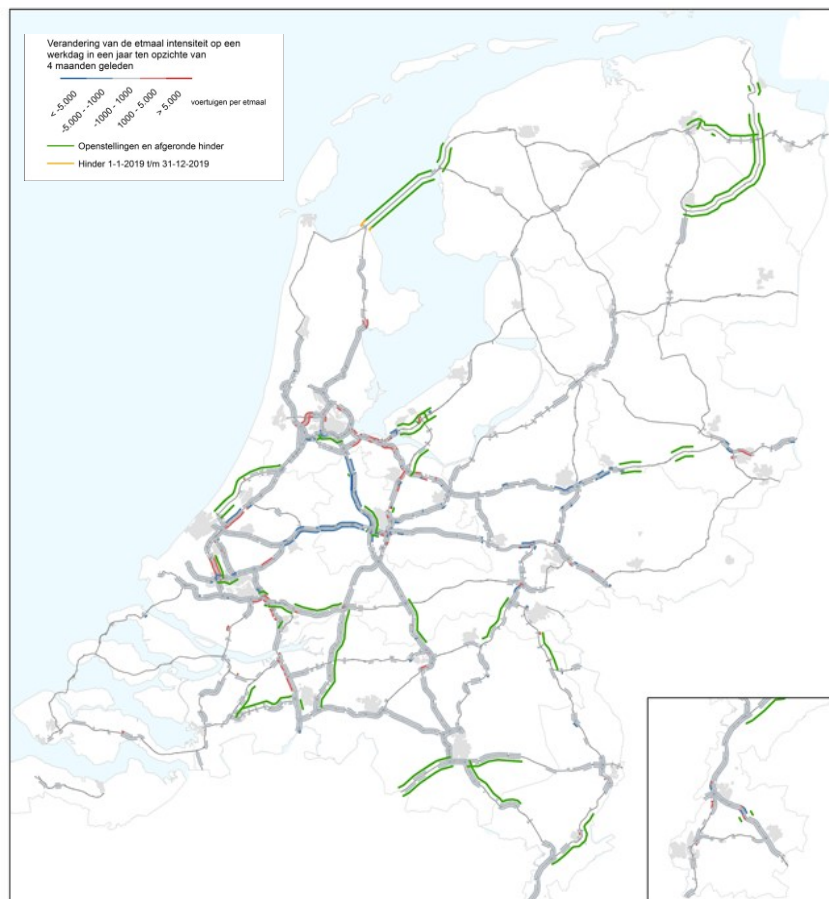 Verandering van de etmaal intensiteit op een
werkdag in een jaar ten opzichte van
4 maanden geleden
< -5.000
-5.000 - -1000
-1000 - 1000
1000 - 5.000
> 5.000
voertuigen per etmaal
Openstellingen en afgeronde hinder
Hinder 1-1-2019 t/m 31-12-2019